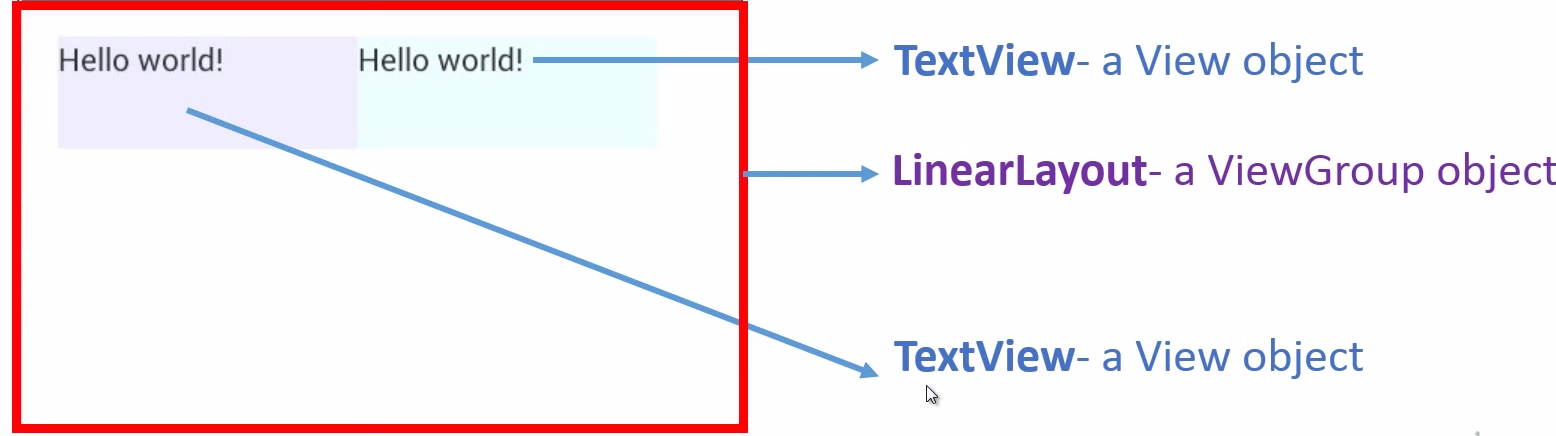 Hello world! Hello world! TextView- a View object
LinearLayout- a ViewGroup object
TextView- a View object